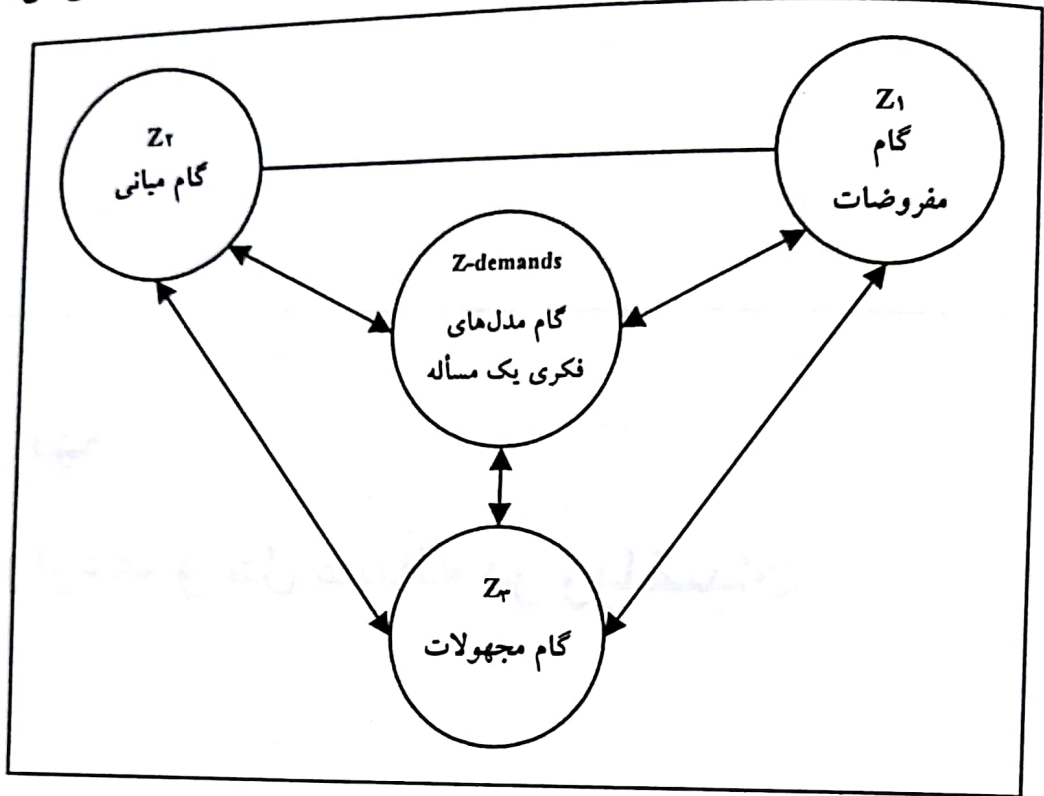 Z۱
گام
مفروضات
Z۲
گام میانی
Z-demands
گام مدل‌های
فکری یک مسأله
Z۳
گام مجهولات